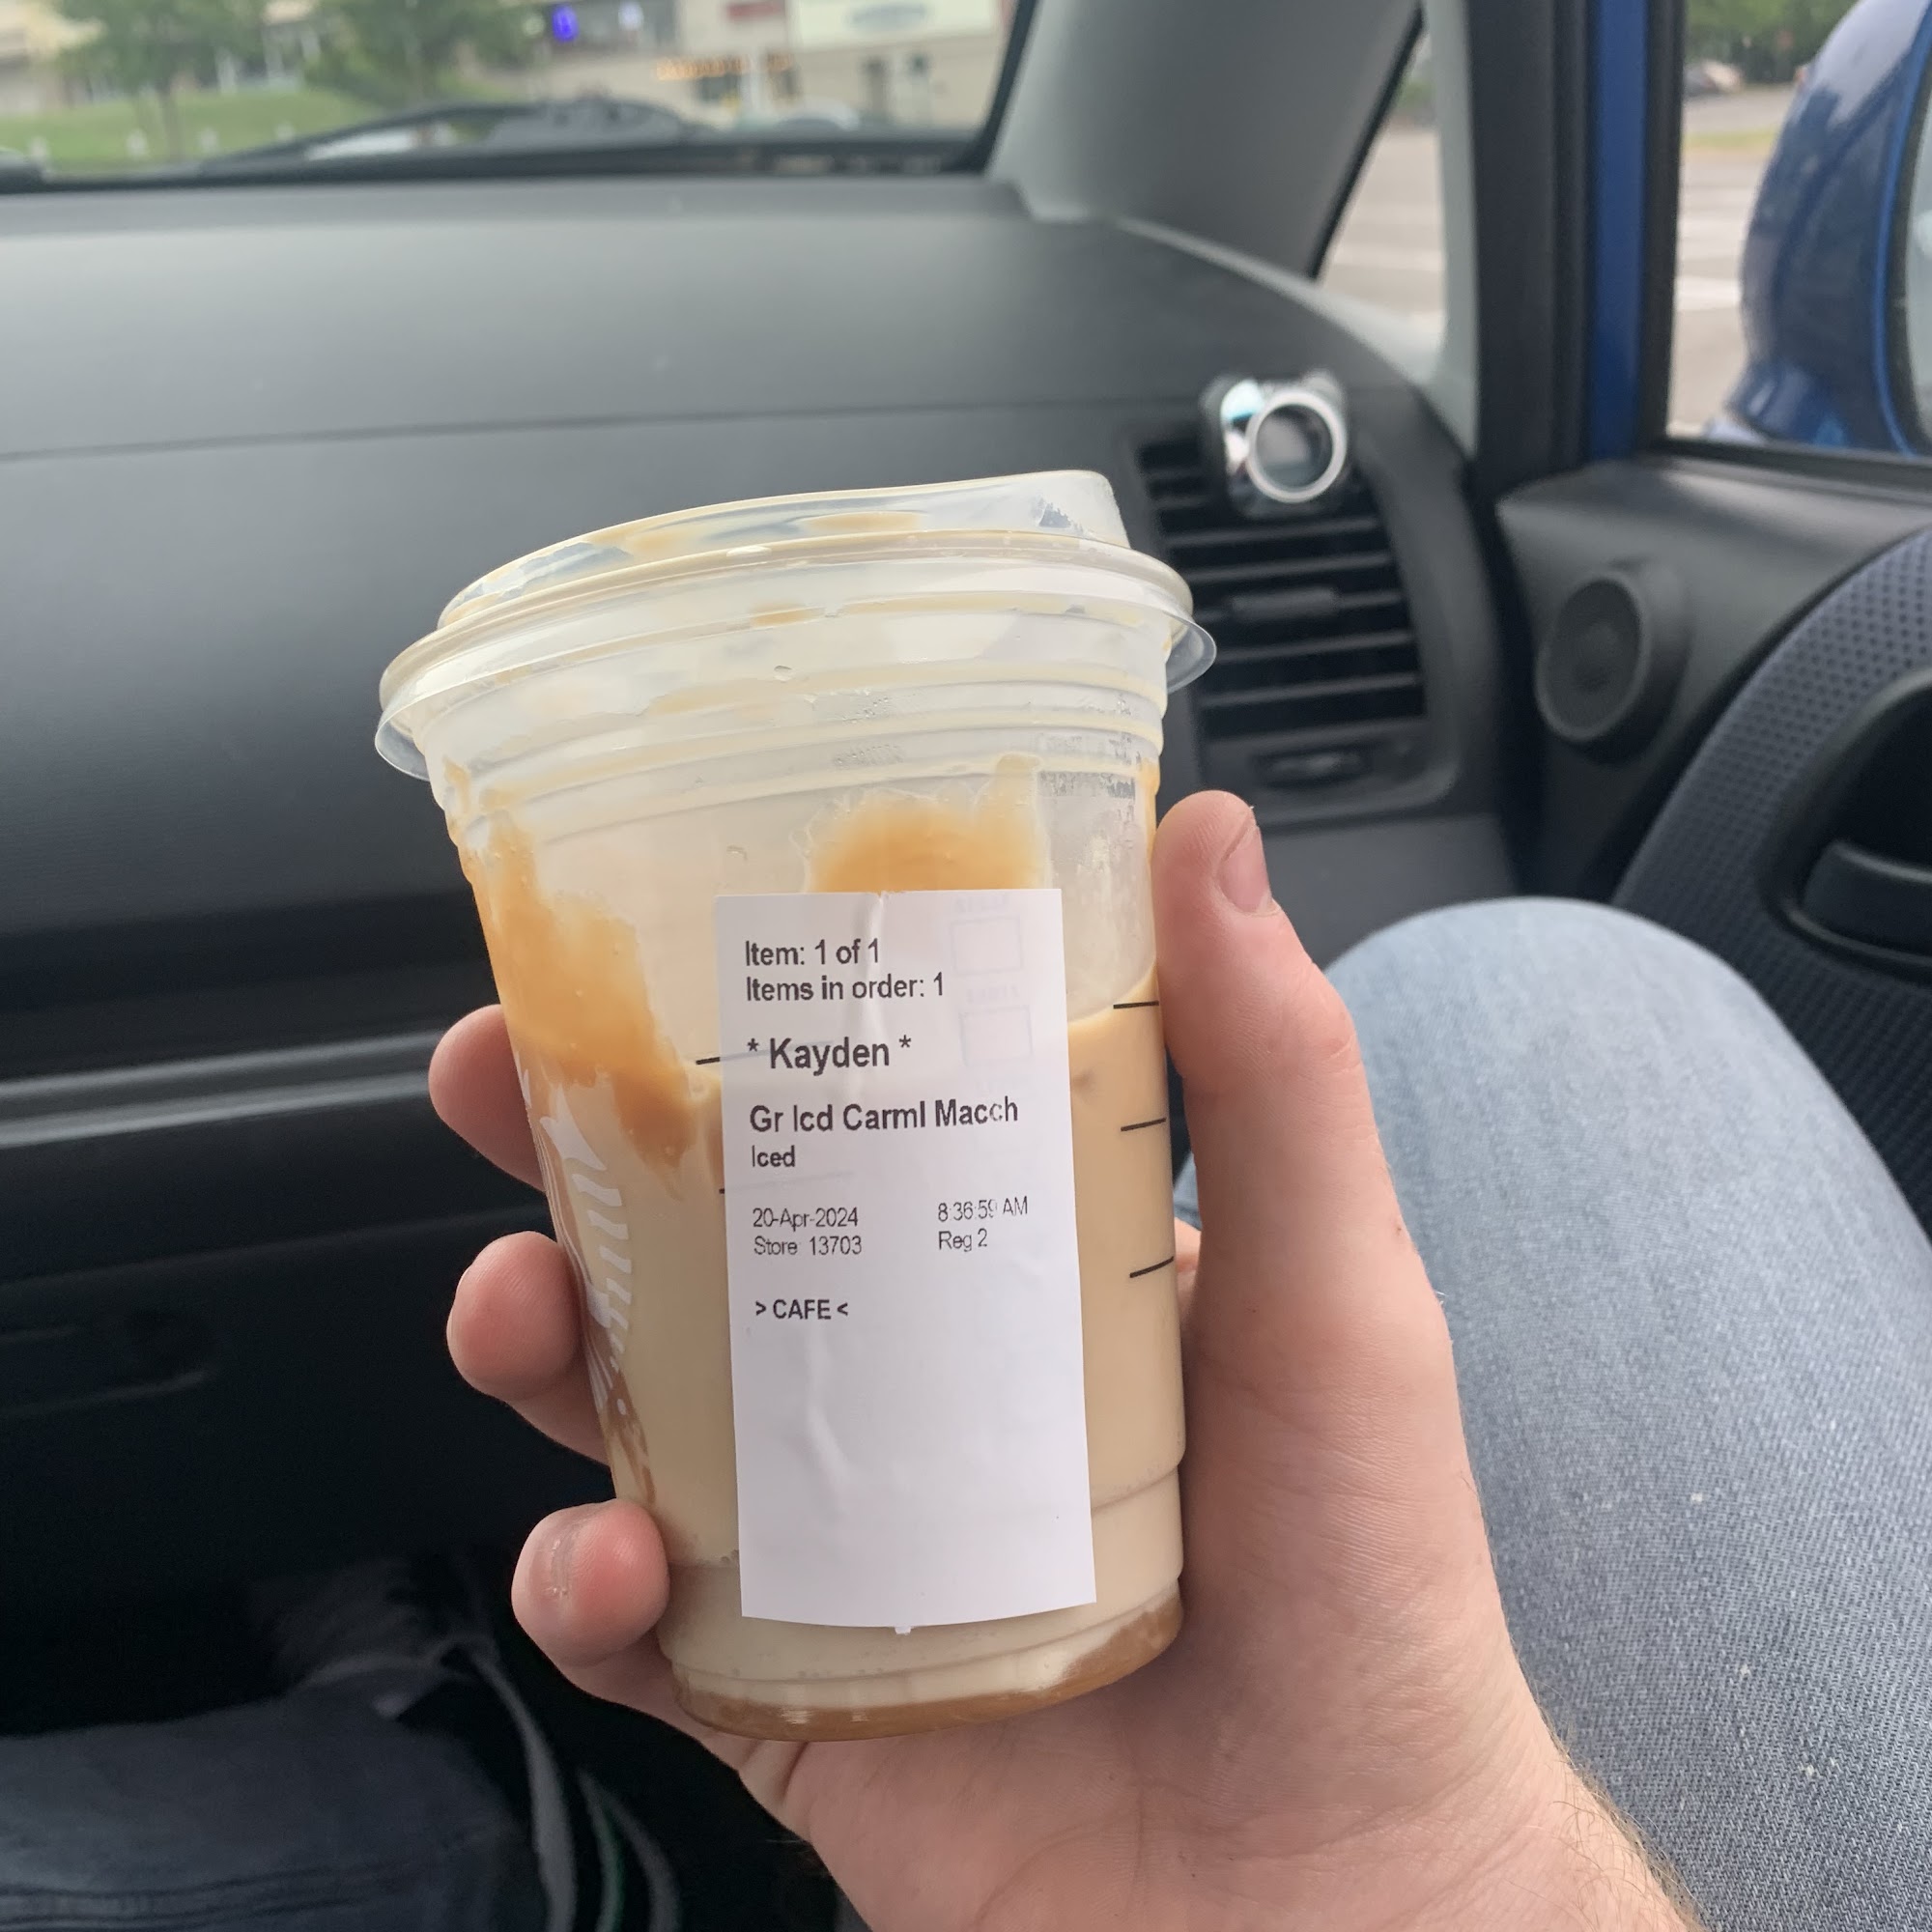 Item: 1 of 1
Items in order: 1
* Kayden *
Gr Icd Carml Macch
Iced
20-Apr-2024 8:36:59 AM
Store: 13703 Reg 2
> CAFE <